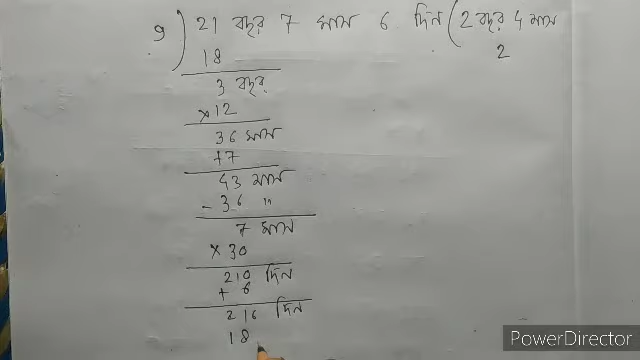 9 ) 21 বছর 7 মাস 6 দিন ( 2 বছর 4 মাস
18 2
3 বছর
×12
36 মাস
+7
43 মাস
- 36 "
7 মাস
× 30
210 দিন
+ 6
216 দিন
18
PowerDirector